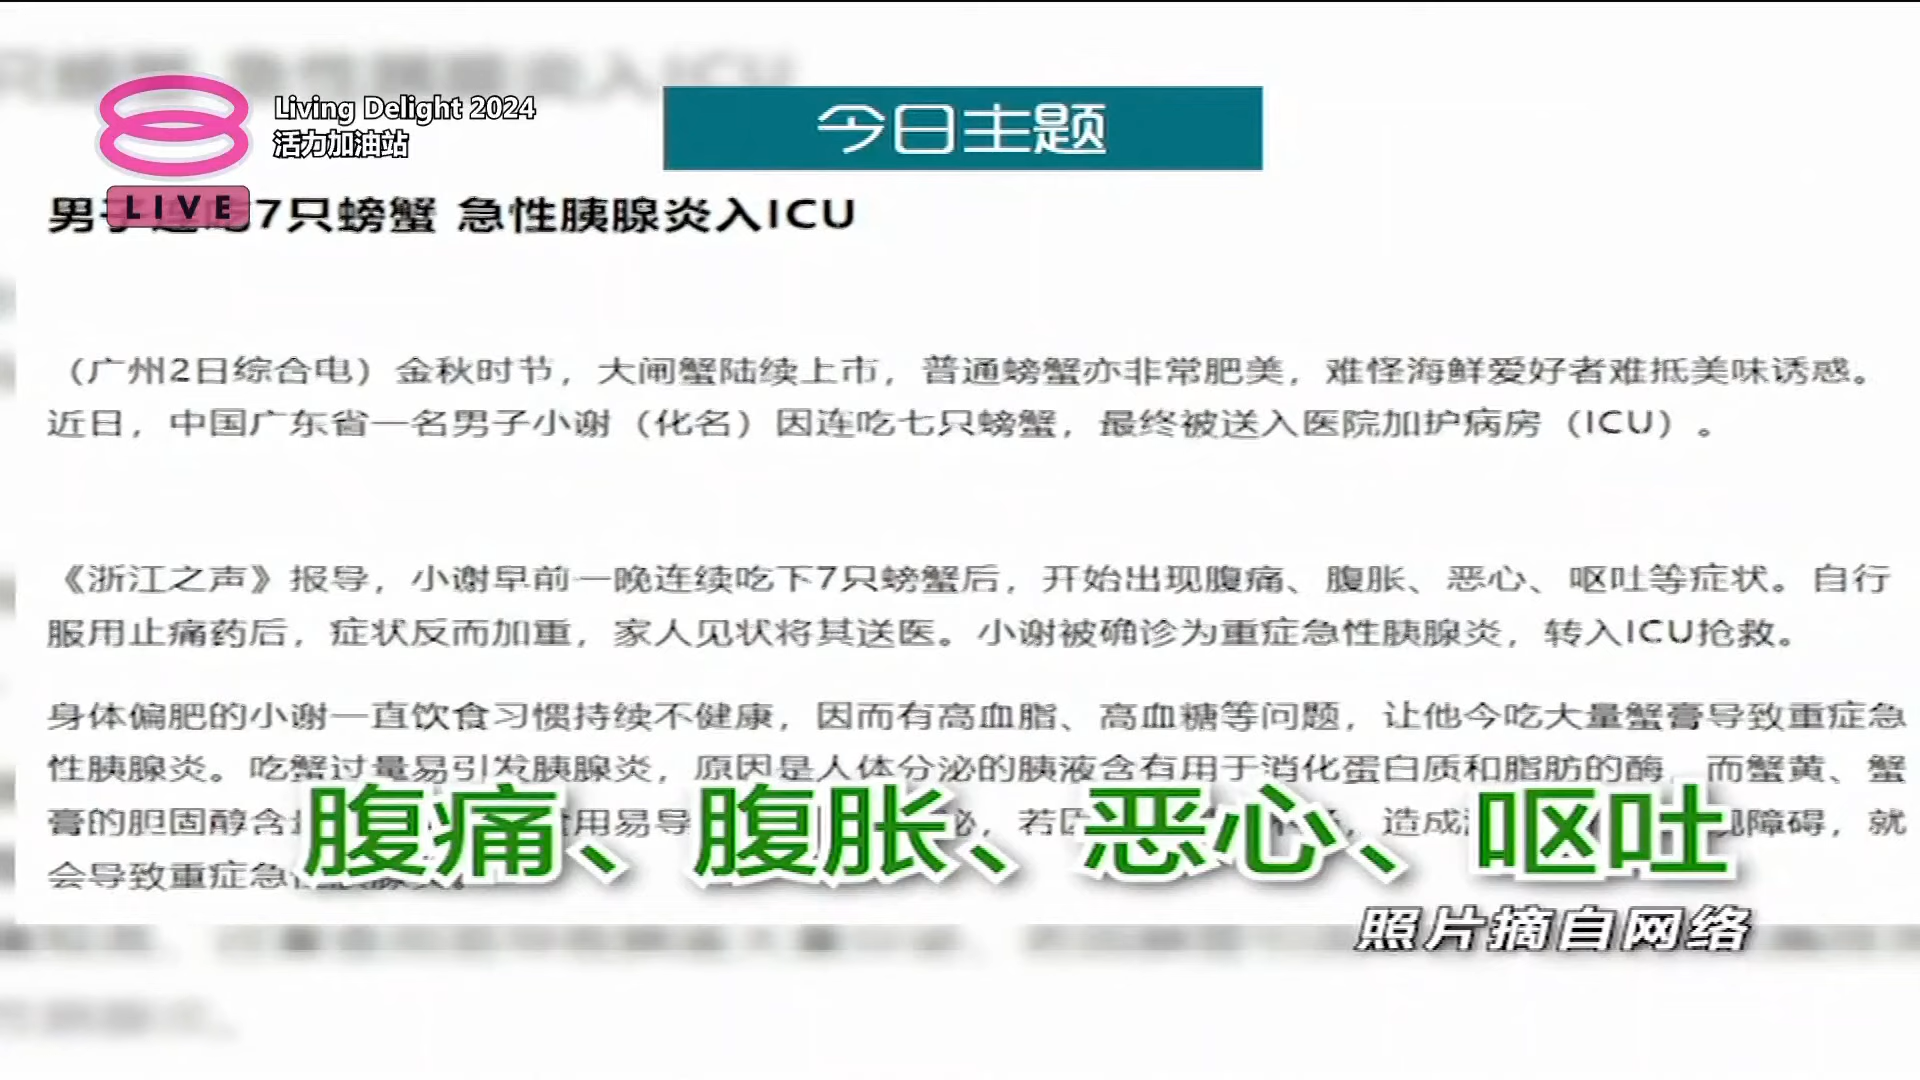 Living Delight 2024
活力加油站
今日主题
LIVE
男子连吃7只螃蟹 急性胰腺炎入ICU
（广州2日综合电）金秋时节，大闸蟹陆续上市，普通螃蟹亦非常肥美，难怪海鲜爱好者难抵美味诱惑。
近日，中国广东省一名男子小谢（化名）因连吃七只螃蟹，最终被送入医院加护病房（ICU）。
《浙江之声》报导，小谢早前一晚连续吃下7只螃蟹后，开始出现腹痛、腹胀、恶心、呕吐等症状。自行
服用止痛药后，症状反而加重，家人见状将其送医。小谢被确诊为重症急性胰腺炎，转入ICU抢救。
身体偏肥的小谢一直饮食习惯持续不健康，因而有高血脂、高血糖等问题，让他今吃大量蟹膏导致重症急
性胰腺炎。吃蟹过量易引发胰腺炎，原因是人体分泌的胰液含有用于消化蛋白质和脂肪的酶，而蟹黄、蟹
膏的胆固醇含 用易导 ，若 ，造成 障碍，就
会导致重症急
腹痛、腹胀、恶心、呕吐
照片摘自网络